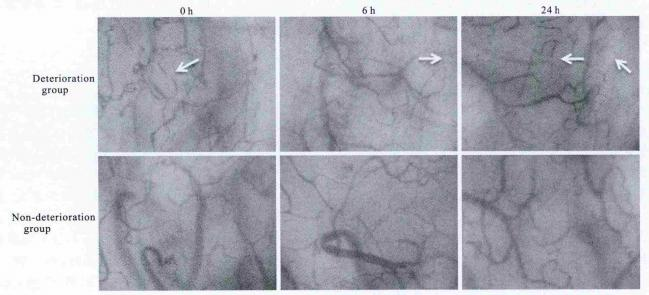 0 h 6 h 24 h
Deterioration
group
Non-deterioration
group